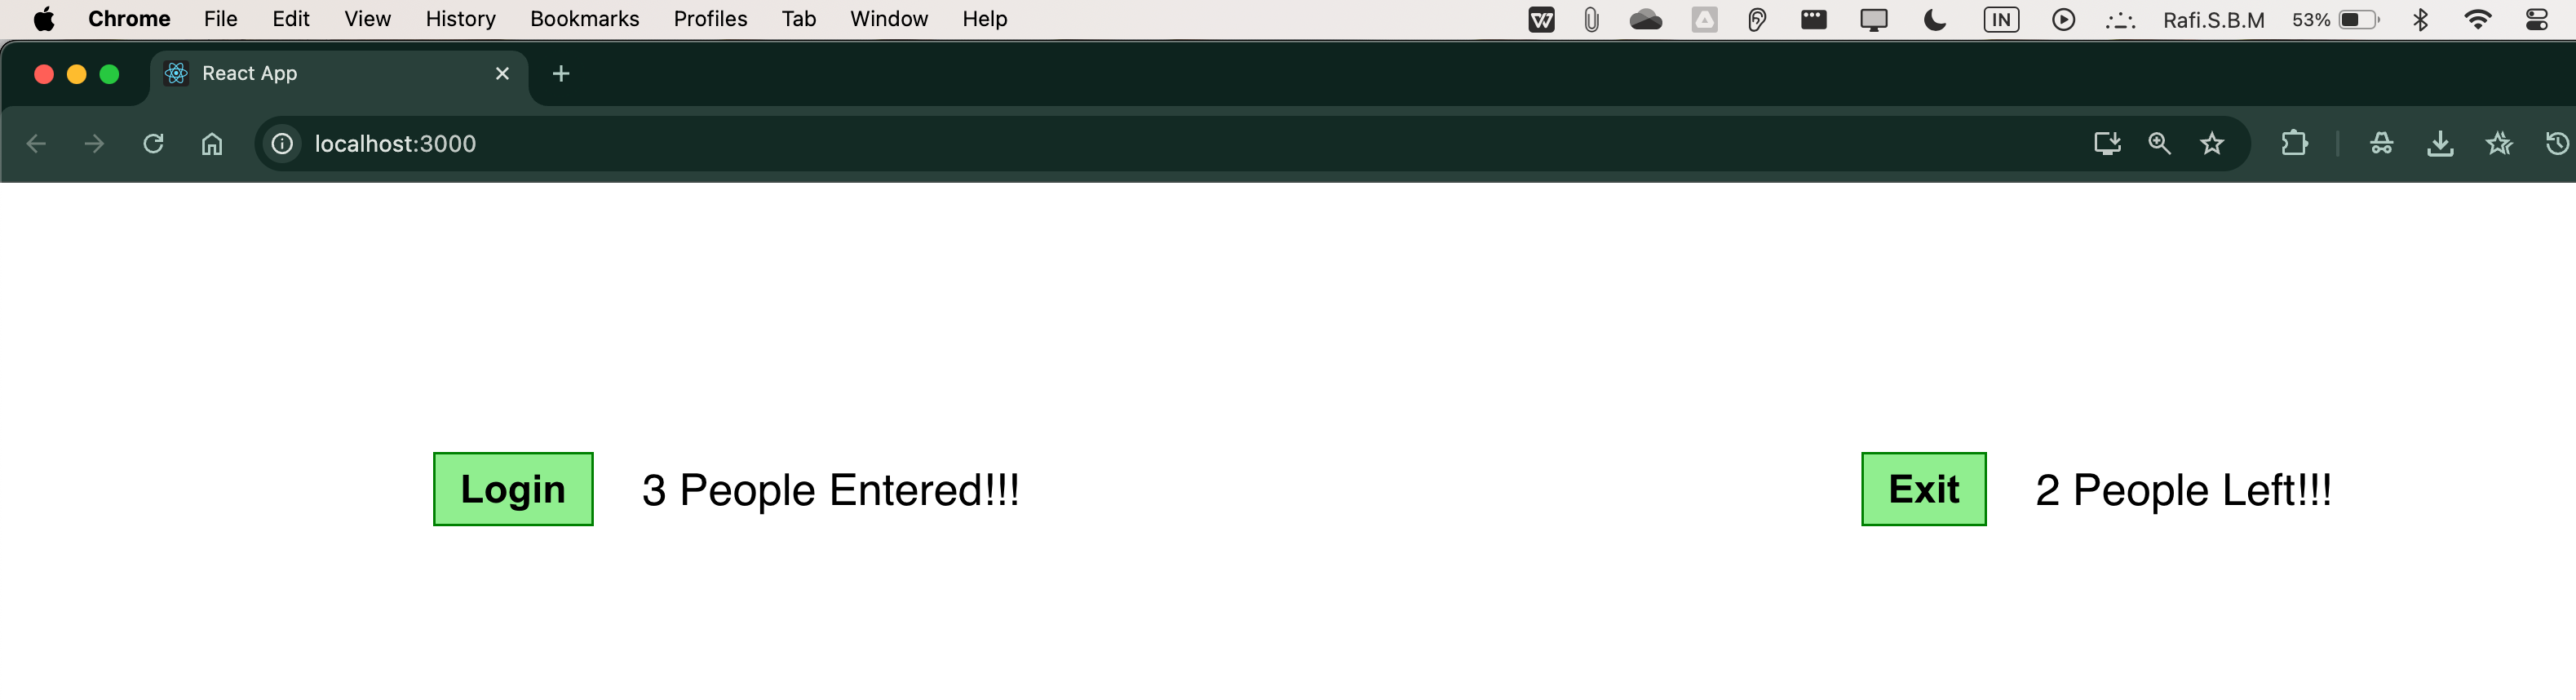 Chrome File Edit View History Bookmarks Profiles Tab Window Help IN Rafi.S.B.M 53%
React App
localhost:3000
Login 3 People Entered!!! Exit 2 People Left!!!